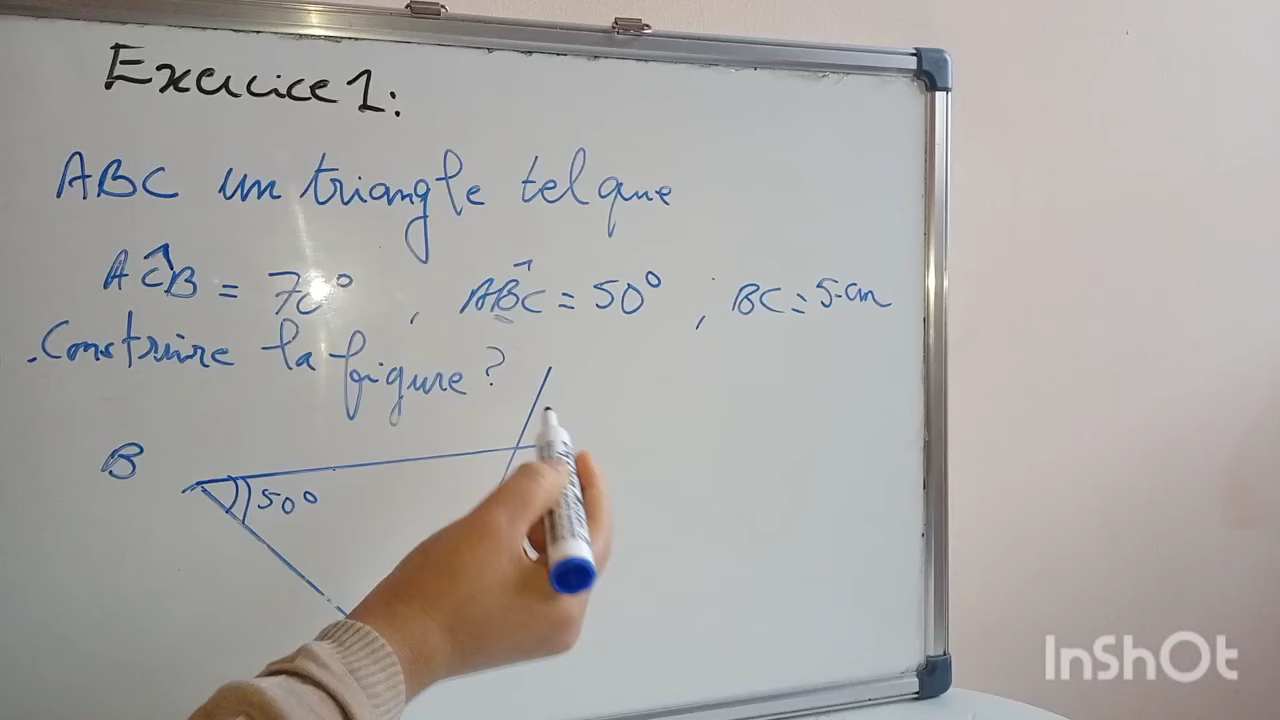 Exercice 1:
ABC un triangle tel que
AĈB = 70° , AB̂C = 50° ; BC = 5 cm
. Construire la figure ?
B
50°
InShOt